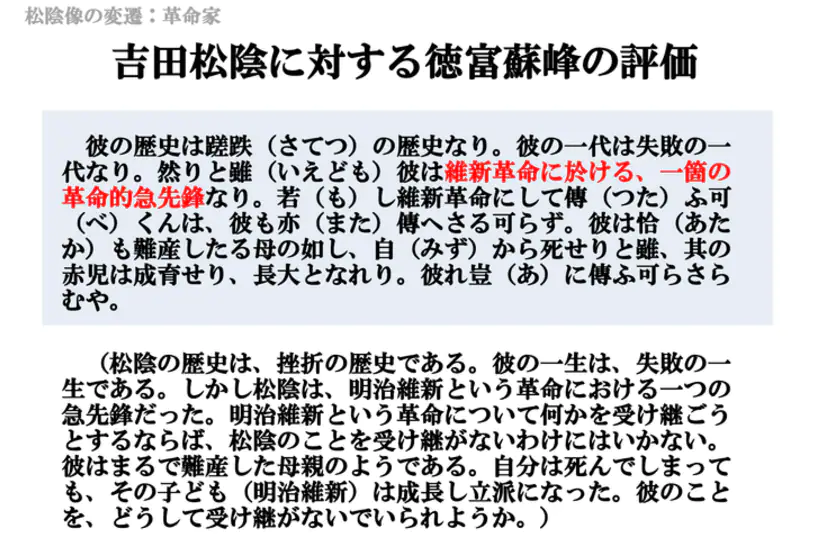 松陰像の変遷：革命家
吉田松陰に対する徳富蘇峰の評価
彼の歴史は蹉跌（さてつ）の歴史なり。彼の一代は失敗の一
代なり。然りと雖（いえども）彼は維新革命に於ける、一箇の
革命的急先鋒なり。若（も）し維新革命にして傳（つた）ふ可
（べ）くんは、彼も亦（また）傳へさる可らず。彼は恰（あた
か）も難産したる母の如し、自（みず）から死せりと雖、其の
赤児は成育せり、長大となれり。彼れ豈（あ）に傳ふ可らさら
むや。
（松陰の歴史は、挫折の歴史である。彼の一生は、失敗の一
生である。しかし松陰は、明治維新という革命における一つの
急先鋒だった。明治維新という革命について何かを受け継ごう
とするならば、松陰のことを受け継がないわけにはいかない。
彼はまるで難産した母親のようである。自分は死んでしまって
も、その子ども（明治維新）は成長し立派になった。彼のこと
を、どうして受け継がないでいられようか。）